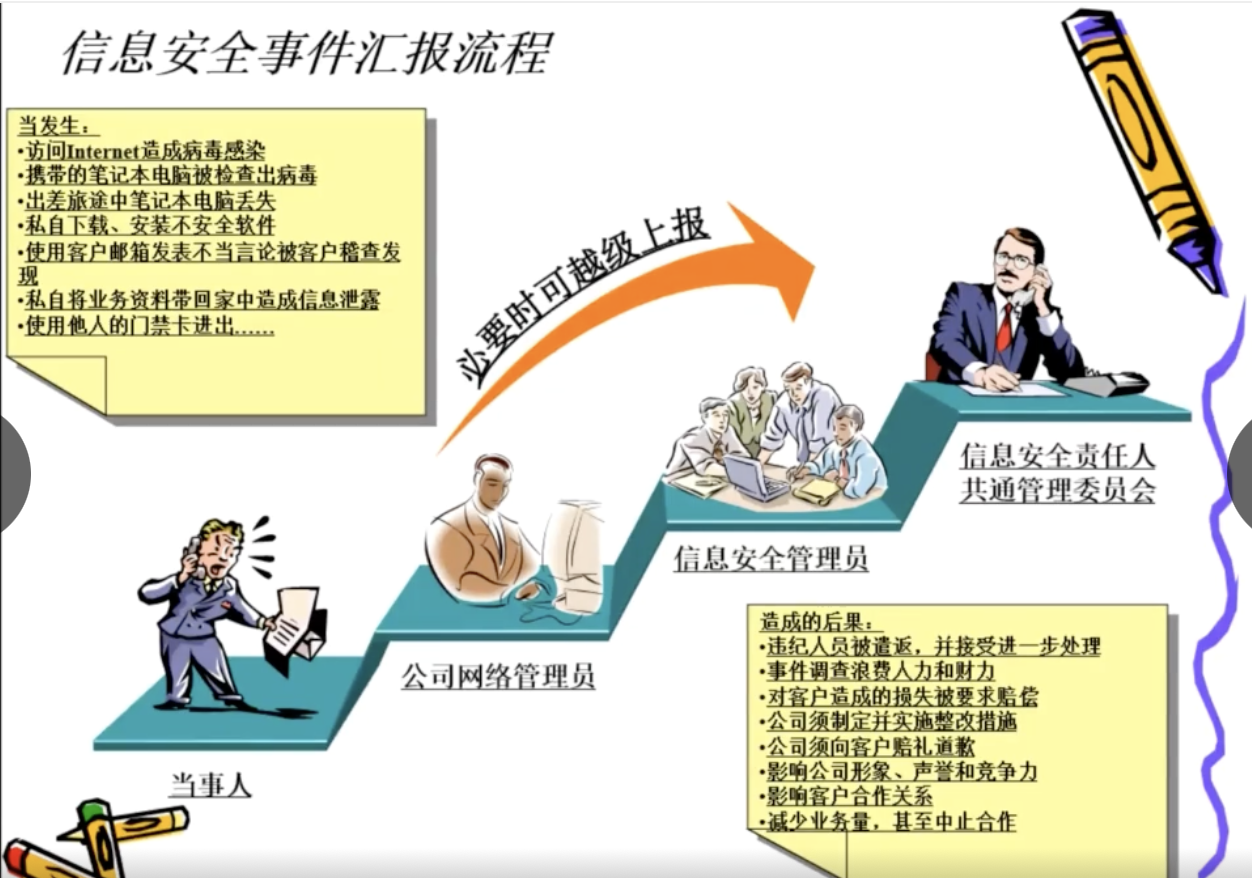 信息安全事件汇报流程
当发生：
•访问Internet造成病毒感染
•携带的笔记本电脑被检查出病毒
•出差旅途中笔记本电脑丢失
•私自下载、安装不安全软件
•使用客户邮箱发表不当言论被客户稽查发
现
•私自将业务资料带回家中造成信息泄露
•使用他人的门禁卡进出……
必要时可越级上报
信息安全责任人
共通管理委员会
信息安全管理员
公司网络管理员
当事人
造成的后果：
•违纪人员被遣返，并接受进一步处理
•事件调查浪费人力和财力
•对客户造成的损失被要求赔偿
•公司须制定并实施整改措施
•公司须向客户赔礼道歉
•影响公司形象、声誉和竞争力
•影响客户合作关系
•减少业务量，甚至中止合作